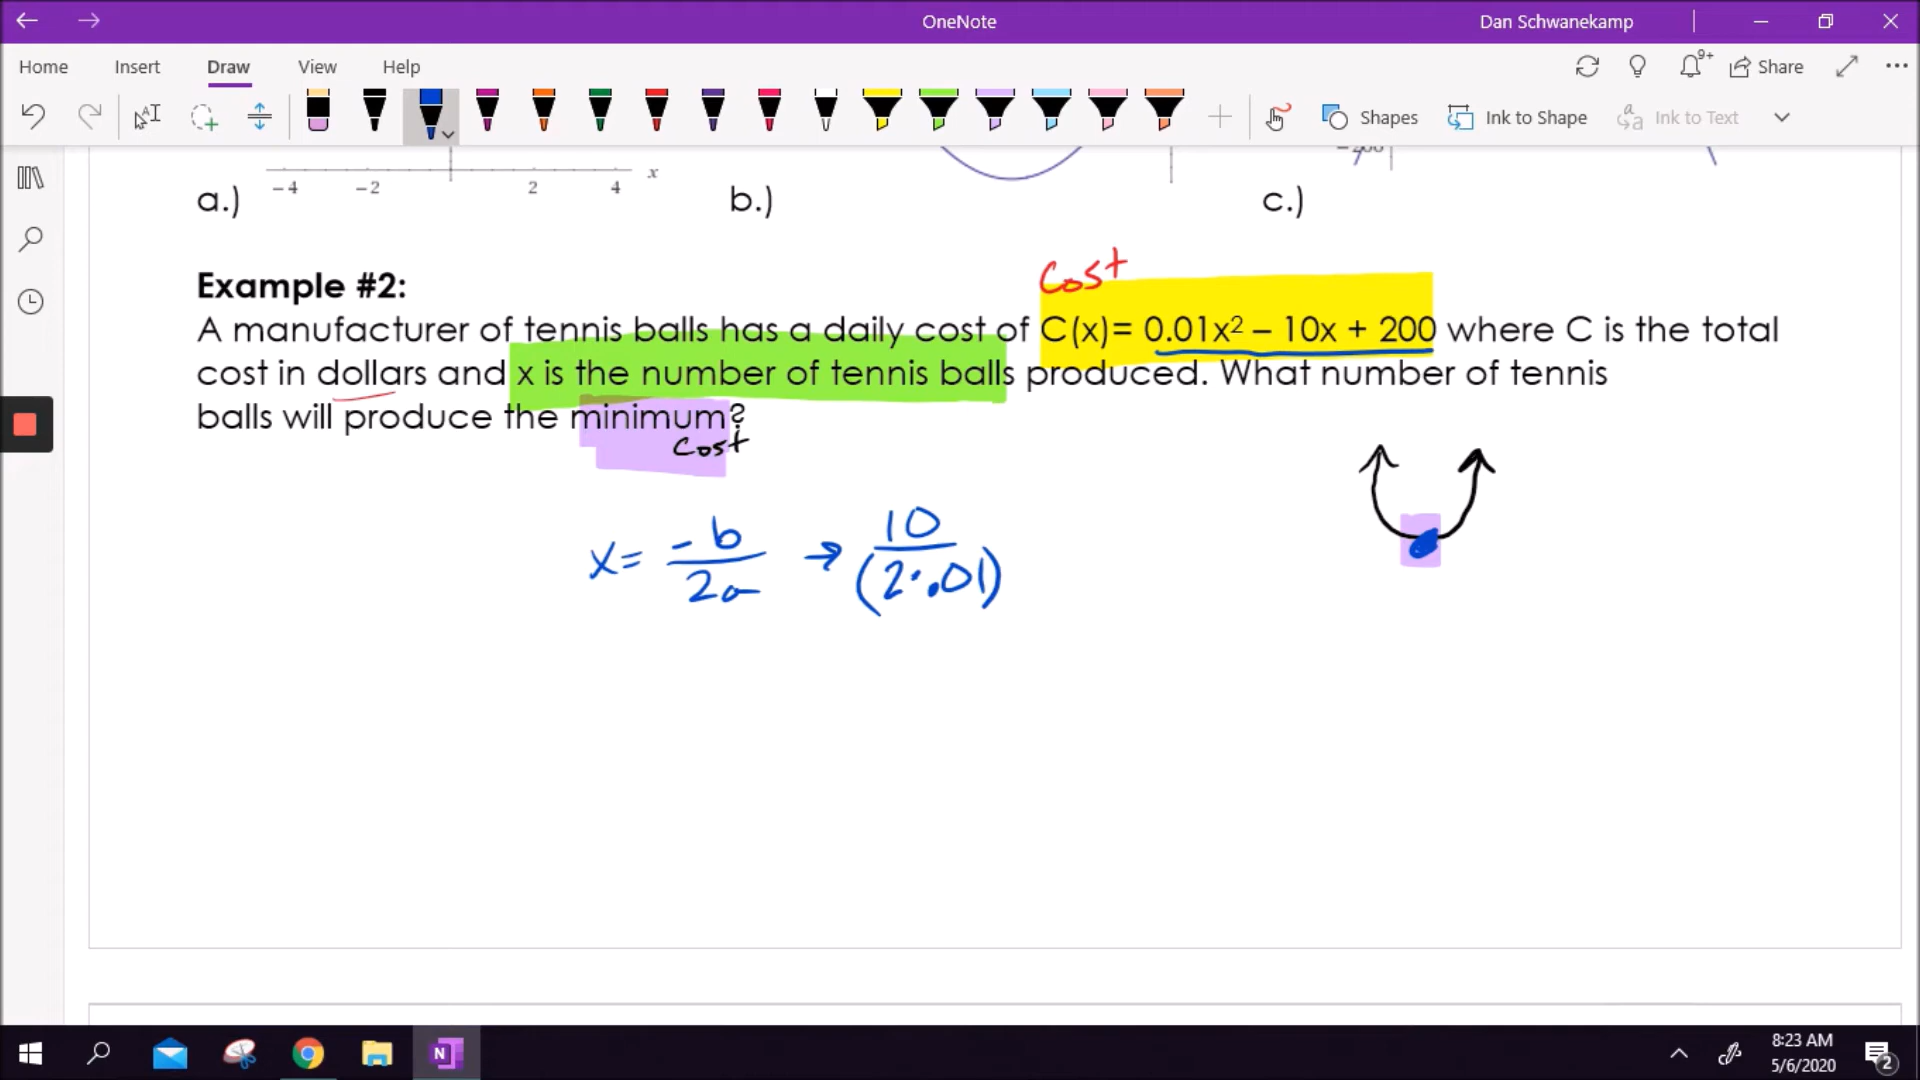 OneNote
Dan Schwanekamp
Home Insert Draw View Help
9+
Share
Shapes
Ink to Shape
Ink to Text
−4 −2 2 4 x
a.) b.) c.)
Cost
Example #2:
A manufacturer of tennis balls has a daily cost of C(x)= 0.01x² – 10x + 200 where C is the total
cost in dollars and x is the number of tennis balls produced. What number of tennis
balls will produce the minimum?
Cost
x = -b/2a → 10/(2·.01)
8:23 AM
5/6/2020
2